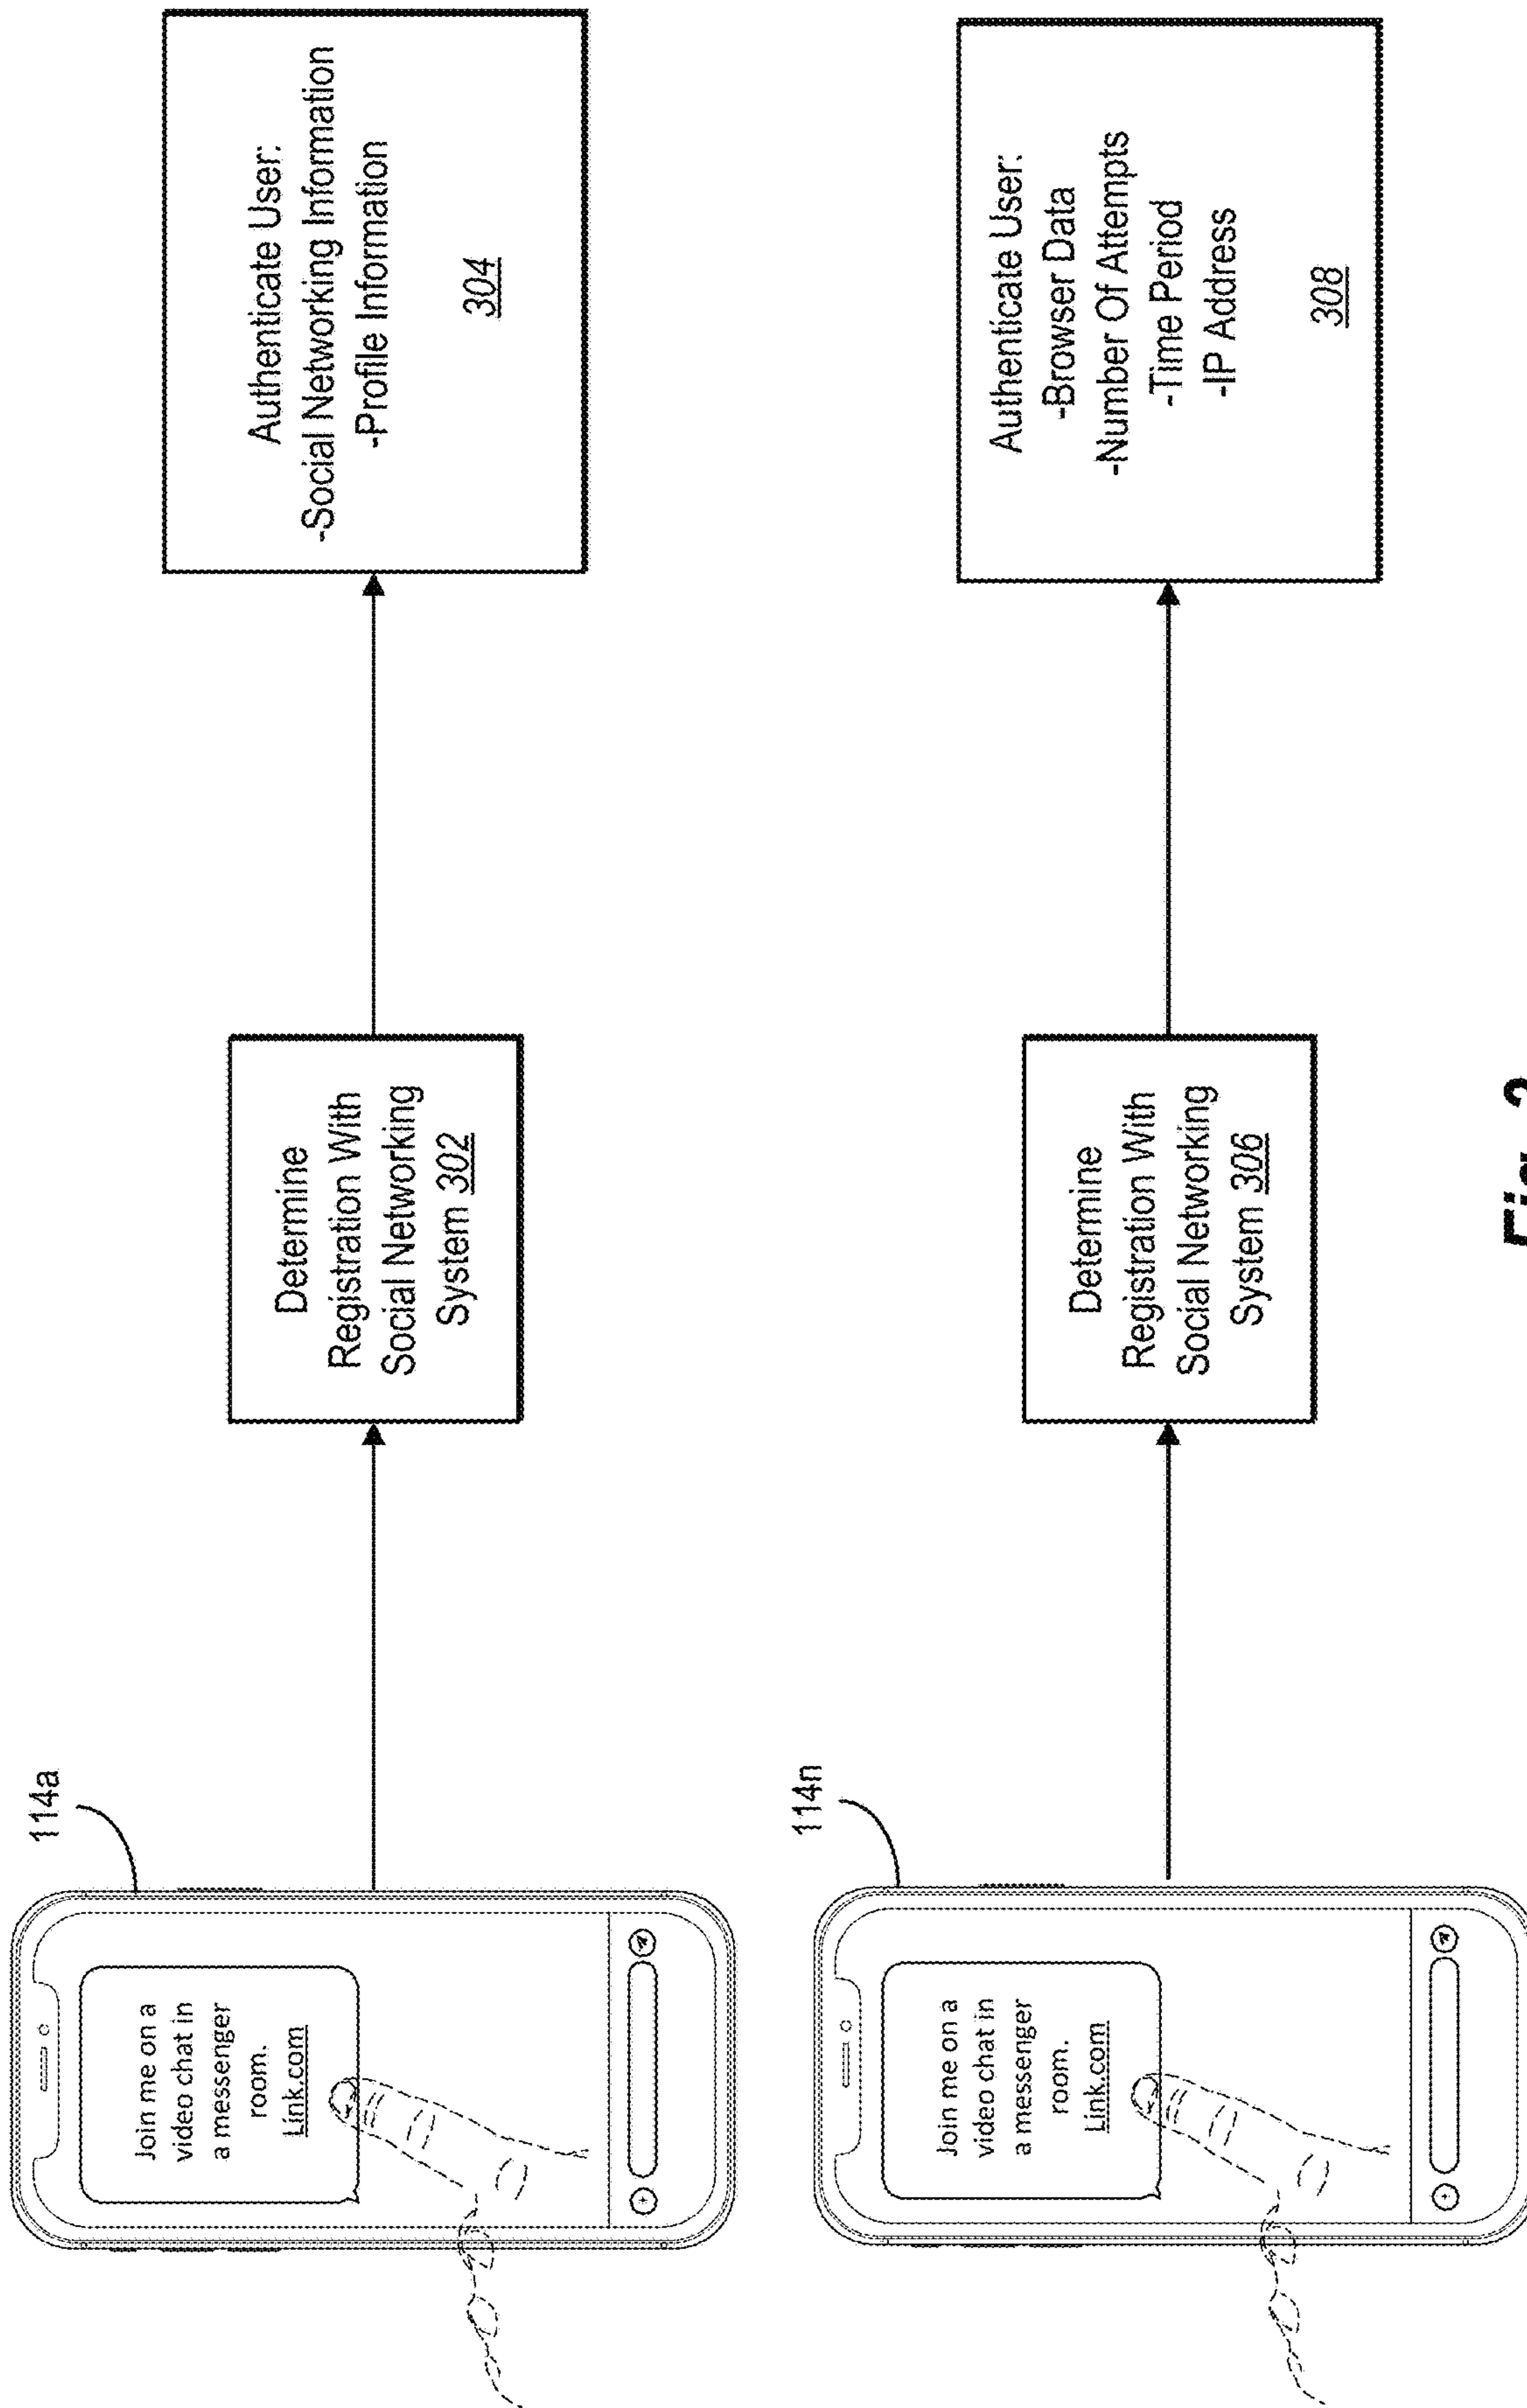 114a
Join me on a
video chat in
a messenger
room.
Link.com
Determine
Registration With
Social Networking
System 302
Authenticate User:
-Social Networking Information
-Profile Information
304
114n
Join me on a
video chat in
a messenger
room.
Link.com
Determine
Registration With
Social Networking
System 306
Authenticate User:
-Browser Data
-Number Of Attempts
-Time Period
-IP Address
308